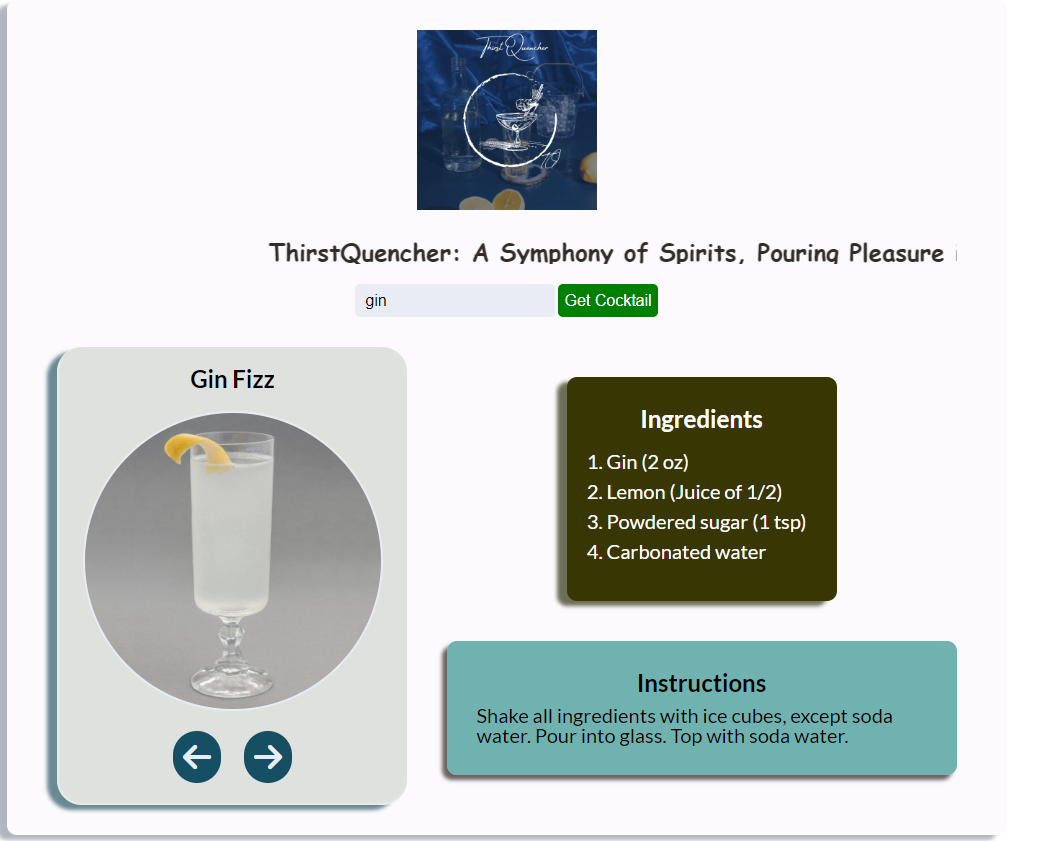 Thirst Quencher
ThirstQuencher: A Symphony of Spirits, Pouring Pleasure
gin
Get Cocktail
Gin Fizz
Ingredients
1. Gin (2 oz)
2. Lemon (Juice of 1/2)
3. Powdered sugar (1 tsp)
4. Carbonated water
Instructions
Shake all ingredients with ice cubes, except soda
water. Pour into glass. Top with soda water.